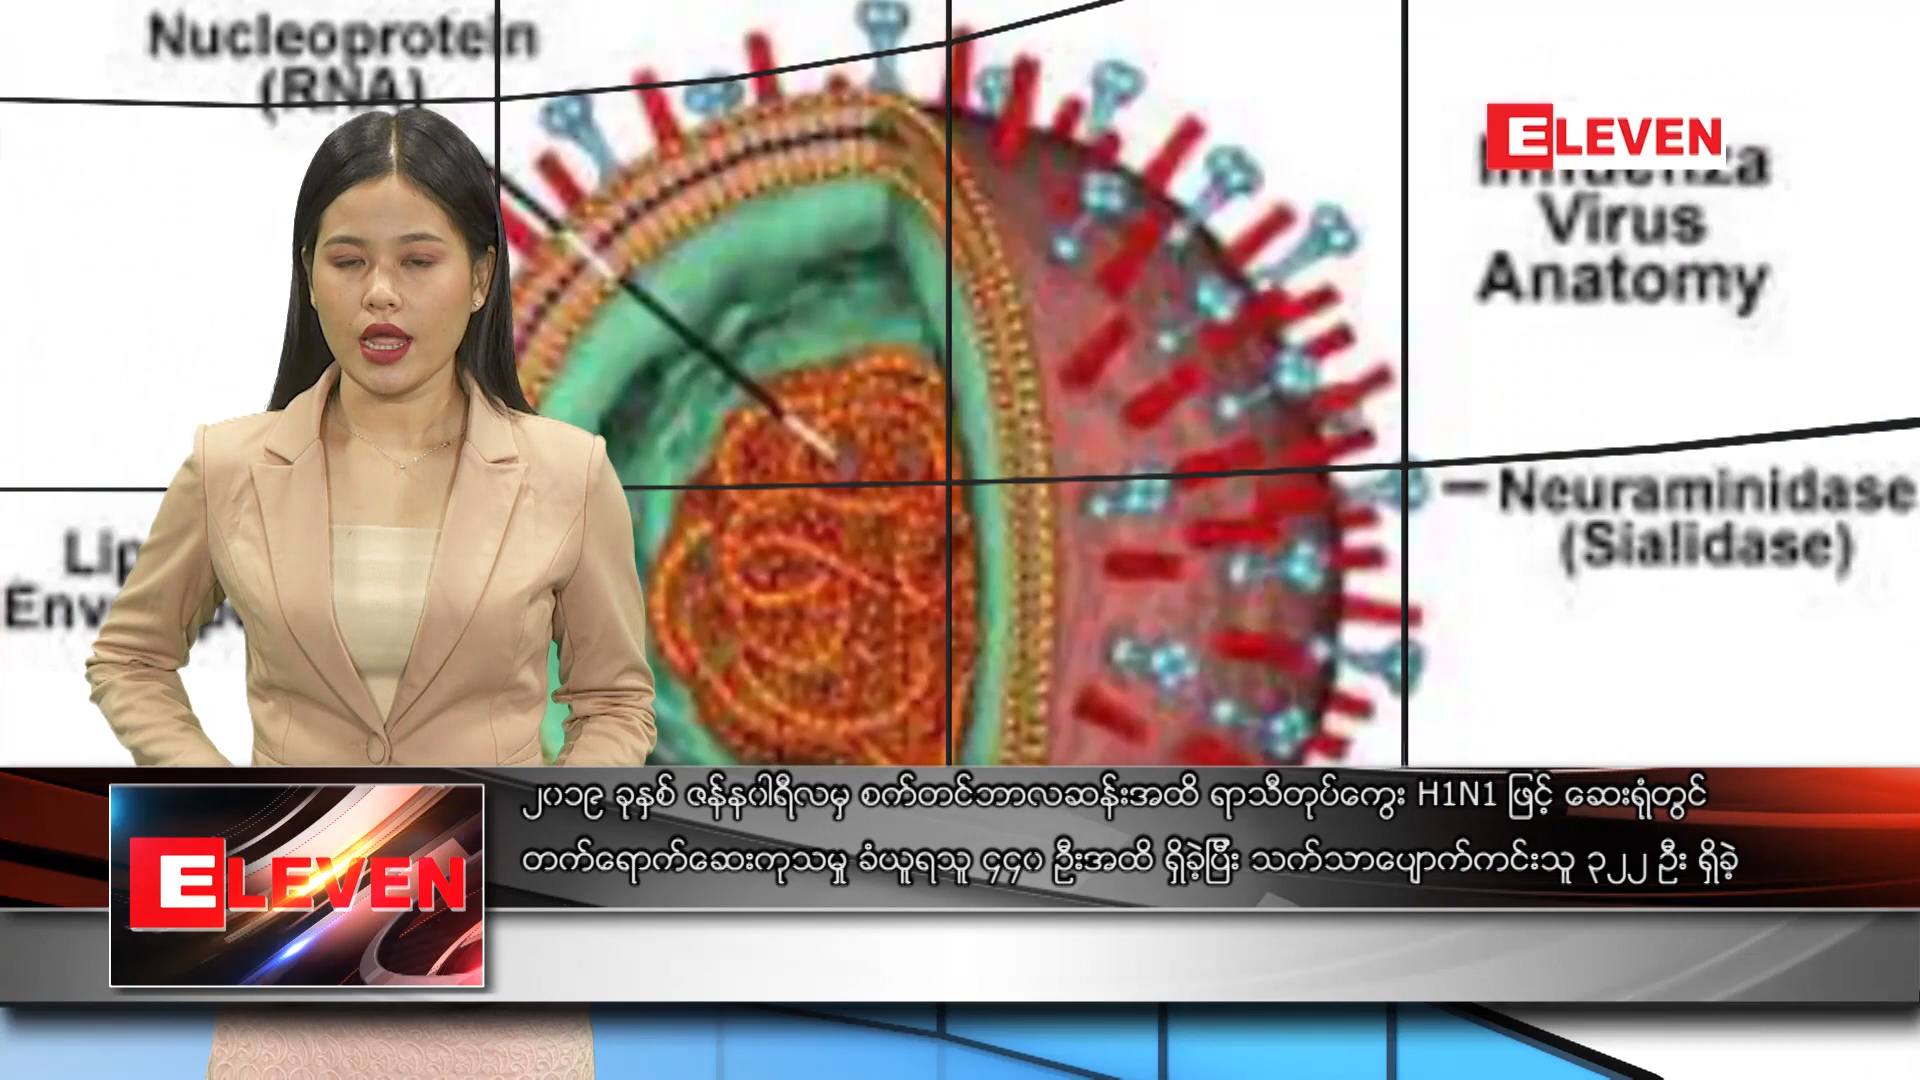 Nucleoprotein
(RNA)
ELEVEN
Virus
Anatomy
Neuraminidase
(Sialidase)
၂၀၁၉ ခုနှစ် ဇန်နဝါရီလမှ စက်တင်ဘာလဆန်းအထိ ရာသီတုပ်ကွေး H1N1 ဖြင့် ဆေးရုံတွင်
တက်ရောက်ဆေးကုသမှု ခံယူရသူ ၄၄၀ ဦးအထိ ရှိခဲ့ပြီး သက်သာပျောက်ကင်းသူ ၃၂၂ ဦး ရှိခဲ့
ELEVEN